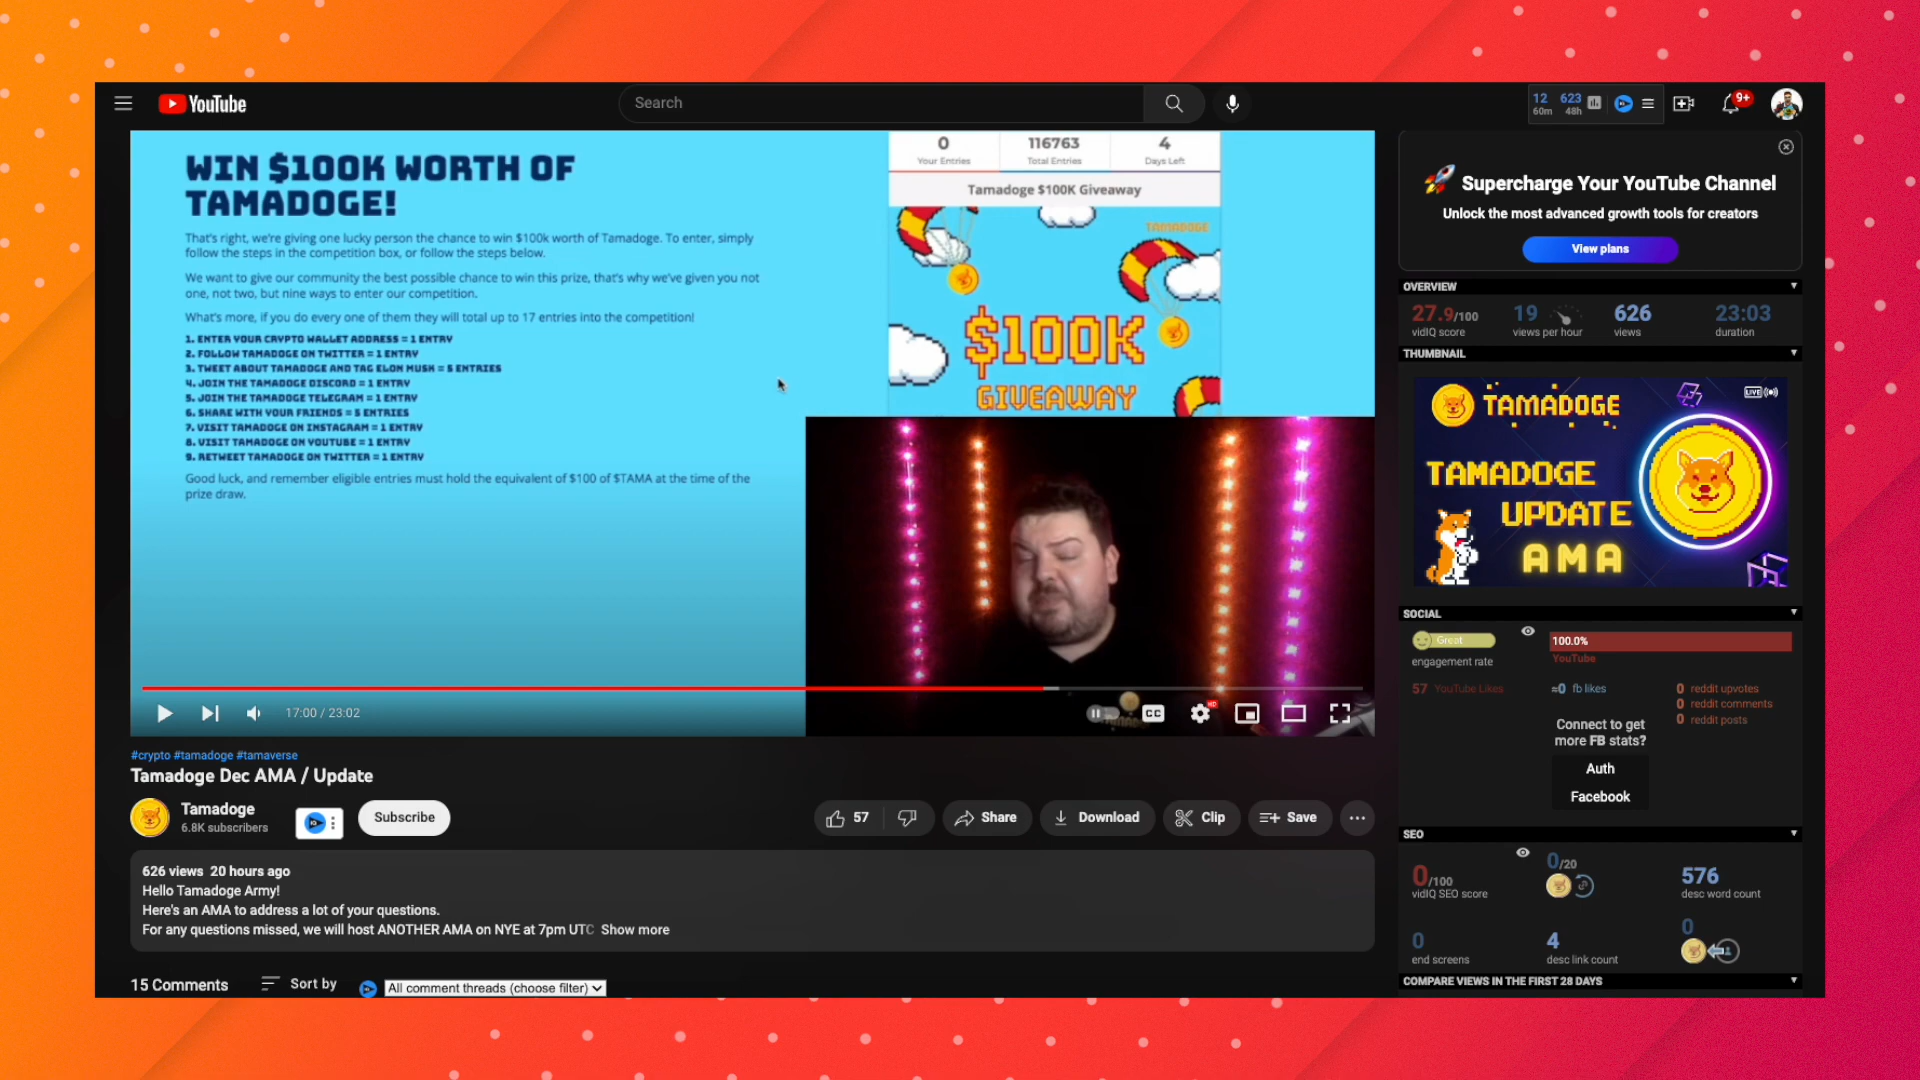 YouTube
Search
12 623
60m 48h
9+
WIN $100K WORTH OF
TAMADOGE!
That's right, we're giving one lucky person the chance to win $100k worth of Tamadoge. To enter, simply
follow the steps in the competition box, or follow the steps below.
We want to give our community the best possible chance to win this prize, that's why we've given you not
one, not two, but nine ways to enter our competition.
What's more, if you do every one of them they will total up to 17 entries into the competition!
1. ENTER YOUR CRYPTO WALLET ADDRESS = 1 ENTRY
2. FOLLOW TAMADOGE ON TWITTER = 1 ENTRY
3. TWEET ABOUT TAMADOGE AND TAG ELON MUSK = 5 ENTRIES
4. JOIN THE TAMADOGE DISCORD = 1 ENTRY
5. JOIN THE TAMADOGE TELEGRAM = 1 ENTRY
6. SHARE WITH YOUR FRIENDS = 5 ENTRIES
7. VISIT TAMADOGE ON INSTAGRAM = 1 ENTRY
8. VISIT TAMADOGE ON YOUTUBE = 1 ENTRY
9. RETWEET TAMADOGE ON TWITTER = 1 ENTRY
Good luck, and remember eligible entries must hold the equivalent of $100 of $TAMA at the time of the
prize draw.
0 116763 4
Your Entries Total Entries Days Left
Tamadoge $100K Giveaway
TAMADOGE
$100K
GIVEAWAY
17:00 / 23:02
CC
HD
#crypto #tamadoge #tamaverse
Tamadoge Dec AMA / Update
Tamadoge
6.8K subscribers
Subscribe
57
Share
Download
Clip
Save
626 views 20 hours ago
Hello Tamadoge Army!
Here's an AMA to address a lot of your questions.
For any questions missed, we will host ANOTHER AMA on NYE at 7pm UTC Show more
15 Comments
Sort by
All comment threads (choose filter)
Supercharge Your YouTube Channel
Unlock the most advanced growth tools for creators
View plans
OVERVIEW
27.9/100 19 626 23:03
vidIQ score views per hour views duration
THUMBNAIL
TAMADOGE
LIVE
TAMADOGE
UPDATE
AMA
SOCIAL
Great
engagement rate
100.0%
YouTube
57 YouTube Likes
≈0 fb likes
0 reddit upvotes
0 reddit comments
0 reddit posts
Connect to get
more FB stats?
Auth
Facebook
SEO
0/100
vidIQ SEO score
0/20
576
desc word count
0
end screens
4
desc link count
0
COMPARE VIEWS IN THE FIRST 28 DAYS